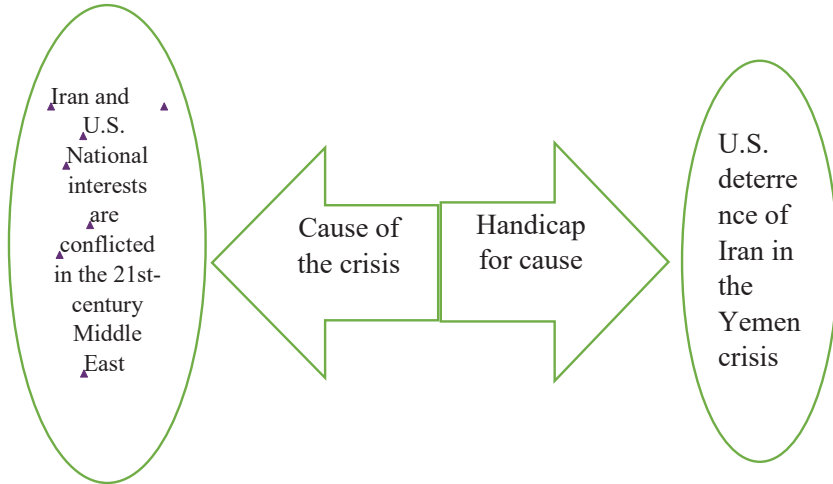 Iran and
U.S.
National
interests
are
conflicted
in the 21st-
century
Middle
East
Cause of
the crisis
Handicap
for cause
U.S.
deterre
nce of
Iran in
the
Yemen
crisis